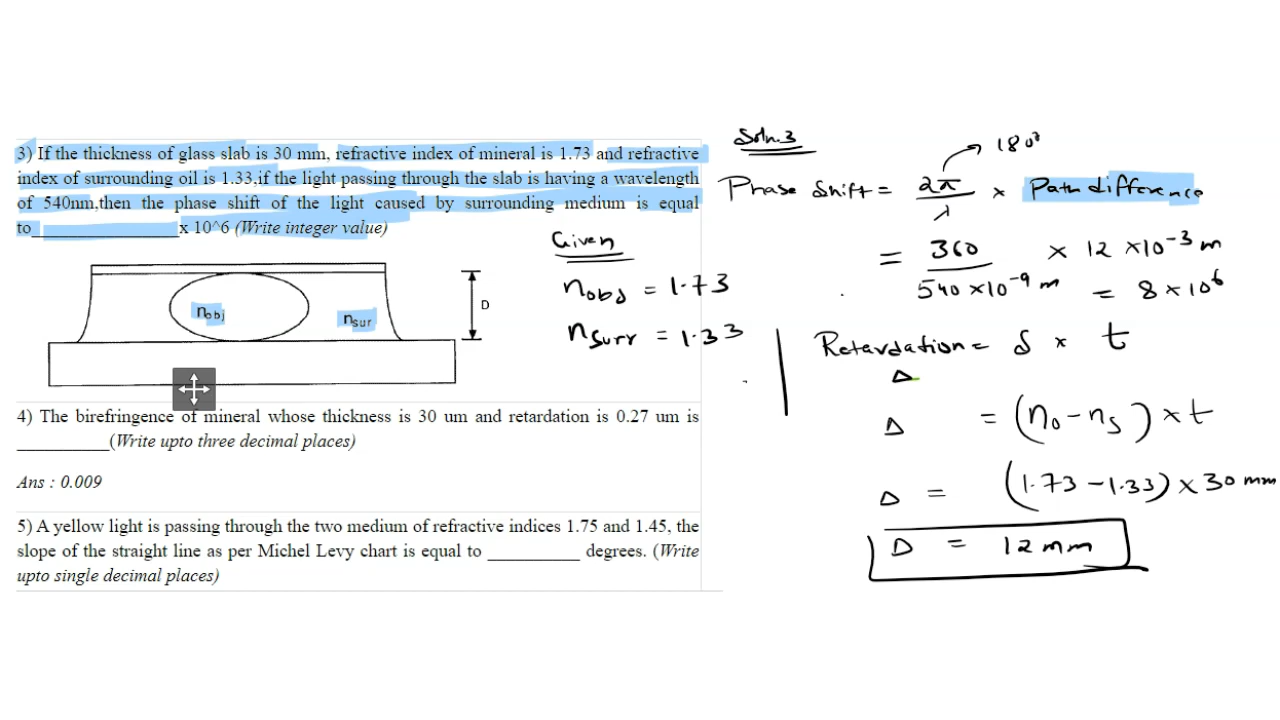 3) If the thickness of glass slab is 30 mm, refractive index of mineral is 1.73 and refractive
index of surrounding oil is 1.33,if the light passing through the slab is having a wavelength
of 540nm,then the phase shift of the light caused by surrounding medium is equal
to________________x 10^6 (Write integer value)
nobj
nsur
D
4) The birefringence of mineral whose thickness is 30 um and retardation is 0.27 um is
__________(Write upto three decimal places)
Ans : 0.009
5) A yellow light is passing through the two medium of refractive indices 1.75 and 1.45, the
slope of the straight line as per Michel Levy chart is equal to __________ degrees. (Write
upto single decimal places)
Given
nobj = 1.73
nsurr = 1.33
Soln.3
180°
Phase shift = 2π/λ × Path difference
= 360/540×10⁻⁹ m × 12 ×10⁻³ m
= 8 × 10⁶
Retardation = δ × t
Δ
Δ = (no - ns) × t
Δ = (1.73 - 1.33) × 30 mm
Δ = 12 mm